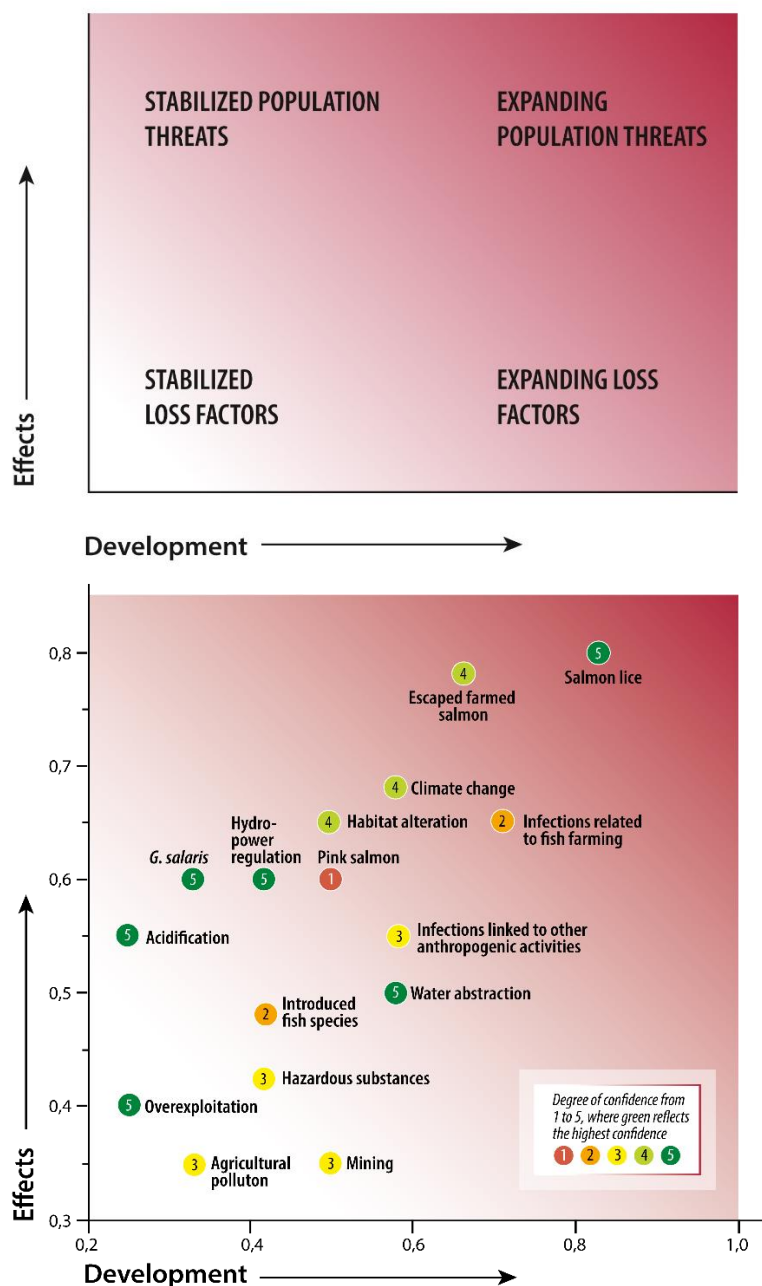 STABILIZED POPULATION
THREATS
EXPANDING
POPULATION THREATS
STABILIZED
LOSS FACTORS
EXPANDING LOSS
FACTORS
Effects
Development
0,8
0,7
0,6
0,5
0,4
0,3
5
Salmon lice
4
Escaped farmed
salmon
4
Climate change
4
Habitat alteration
2
Infections related
to fish farming
G. salaris
5
Hydro-
power
regulation
5
Pink salmon
1
5
Acidification
3
Infections linked to other
anthropogenic activities
5
Water abstraction
2
Introduced
fish species
3
Hazardous substances
5
Overexploitation
3
Agricultural
polluton
3
Mining
Degree of confidence from
1 to 5, where green reflects
the highest confidence
1 2 3 4 5
Effects
0,2 0,4 0,6 0,8 1,0
Development